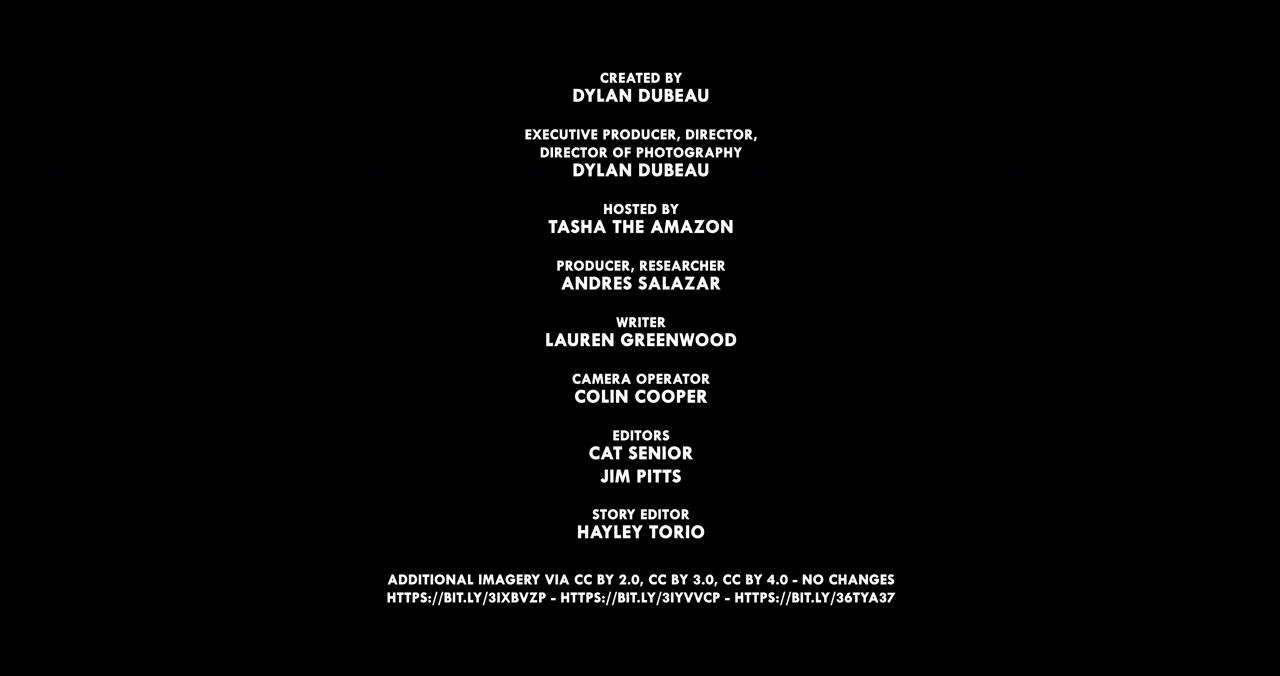 CREATED BY
DYLAN DUBEAU
EXECUTIVE PRODUCER, DIRECTOR,
DIRECTOR OF PHOTOGRAPHY
DYLAN DUBEAU
HOSTED BY
TASHA THE AMAZON
PRODUCER, RESEARCHER
ANDRES SALAZAR
WRITER
LAUREN GREENWOOD
CAMERA OPERATOR
COLIN COOPER
EDITORS
CAT SENIOR
JIM PITTS
STORY EDITOR
HAYLEY TORIO
ADDITIONAL IMAGERY VIA CC BY 2.0, CC BY 3.0, CC BY 4.0 - NO CHANGES
HTTPS://BIT.LY/3IXBVZP - HTTPS://BIT.LY/3IYVVCP - HTTPS://BIT.LY/36TYA37